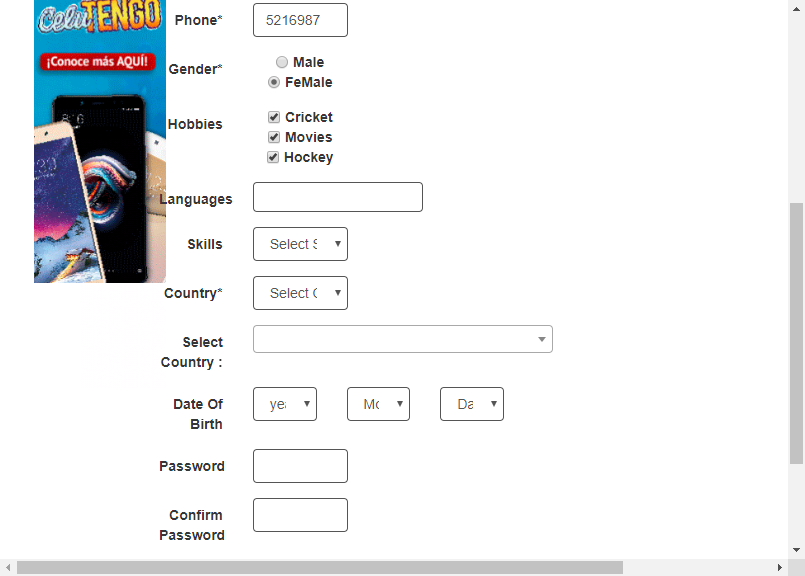 CeluTENGO
¡Conoce más AQUÍ!
Phone*
5216987
Gender*
Male
FeMale
Hobbies
Cricket
Movies
Hockey
Languages
Skills
Select S
Country*
Select C
Select
Country :
Date Of
Birth
yea
Mo
Da
Password
Confirm
Password